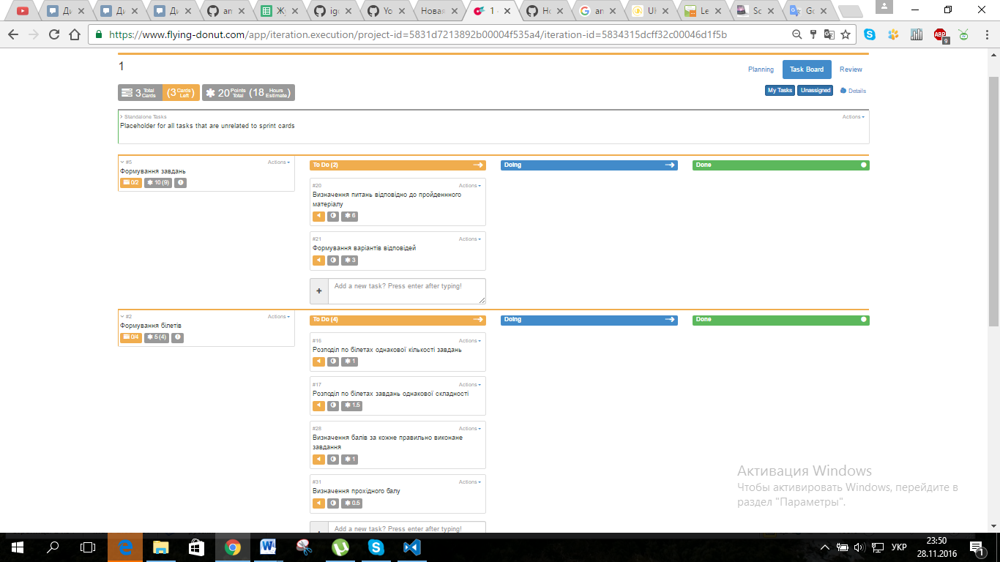 Ди
Ди
Ди
an
Жу
ige
Yo
Новая
1 -
Ho
an
Uk
Le
Sc
Go
https://www.flying-donut.com/app/iteration.execution/project-id=5831d7213892b00004f535a4/iteration-id=5834315dcff32c00046d1f5b
ABP
9
1
Planning
Task Board
Review
3 Total Cards (3 Cards Left)
20 Points Total (18 Hours Estimate)
My Tasks
Unassigned
Details
Standalone Tasks
Actions
Placeholder for all tasks that are unrelated to sprint cards
#5
Actions
Формування завдань
0/2
10 (9)
To Do (2)
Doing
Done
#20
Actions
Визначення питань відповідно до пройденнного
матеріалу
6
#21
Actions
Формування варіантів відповідей
3
Add a new task? Press enter after typing!
#2
Actions
Формування білетів
0/4
5 (4)
To Do (4)
Doing
Done
#16
Actions
Розподіл по білетах однакової кількості завдань
1
#17
Actions
Розподіл по білетах завдань однакової складності
1.5
#28
Actions
Визначення балів за кожне правильно виконане
завдання
1
#31
Actions
Визначення прохідного балу
0.5
Add a new task? Press enter after typing!
Активация Windows
Чтобы активировать Windows, перейдите в
раздел "Параметры".
УКР
23:50
28.11.2016
1